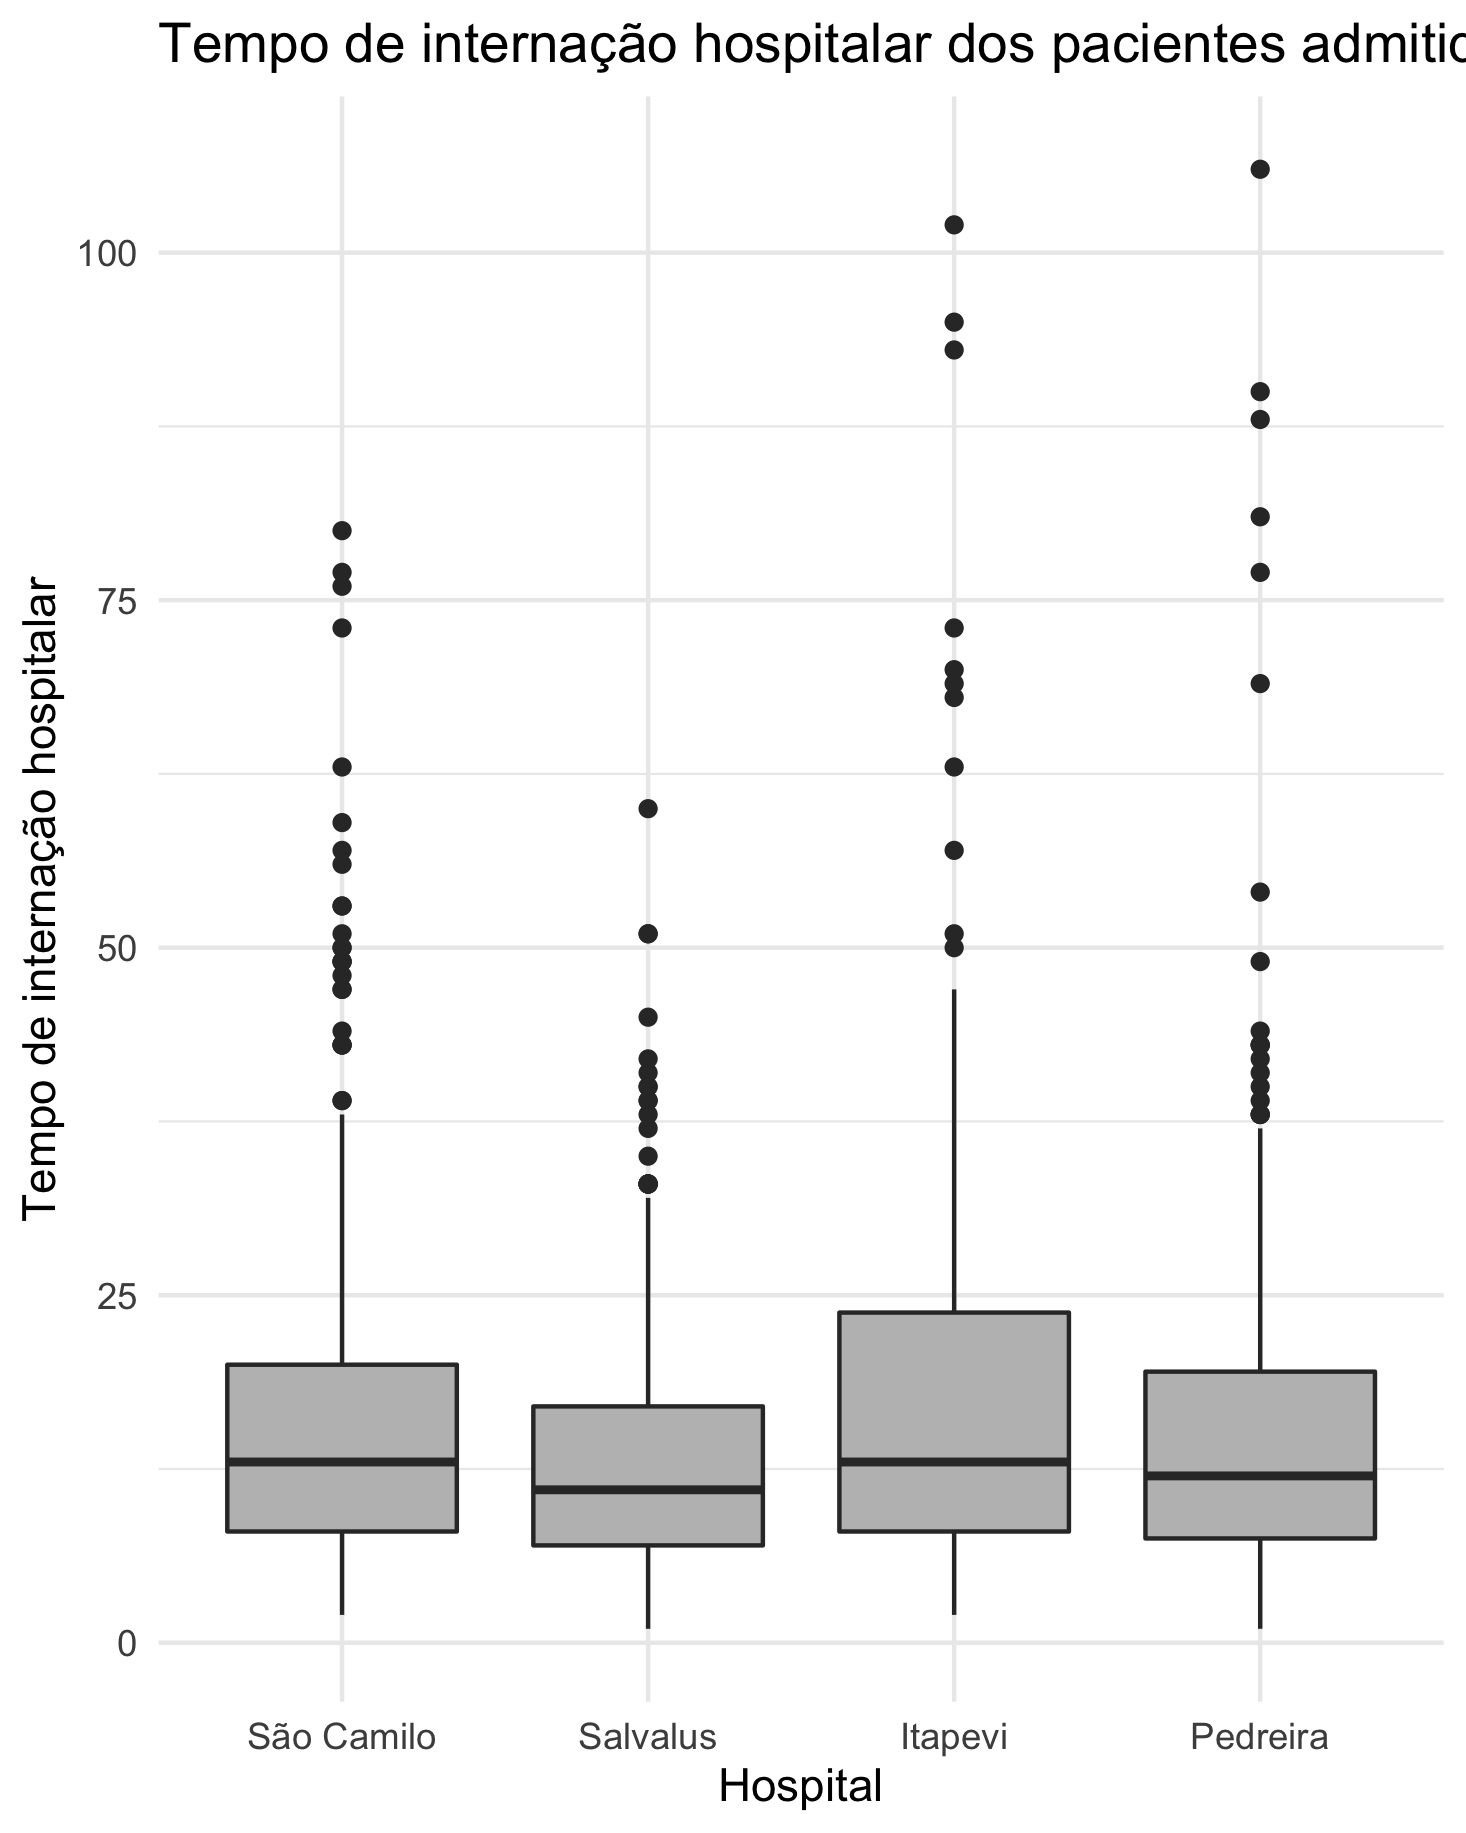 Tempo de internação hospitalar dos pacientes
100
75
50
25
0
Tempo de internação hospitalar
São Camilo
Salvalus
Itapevi
Pedreira
Hospital